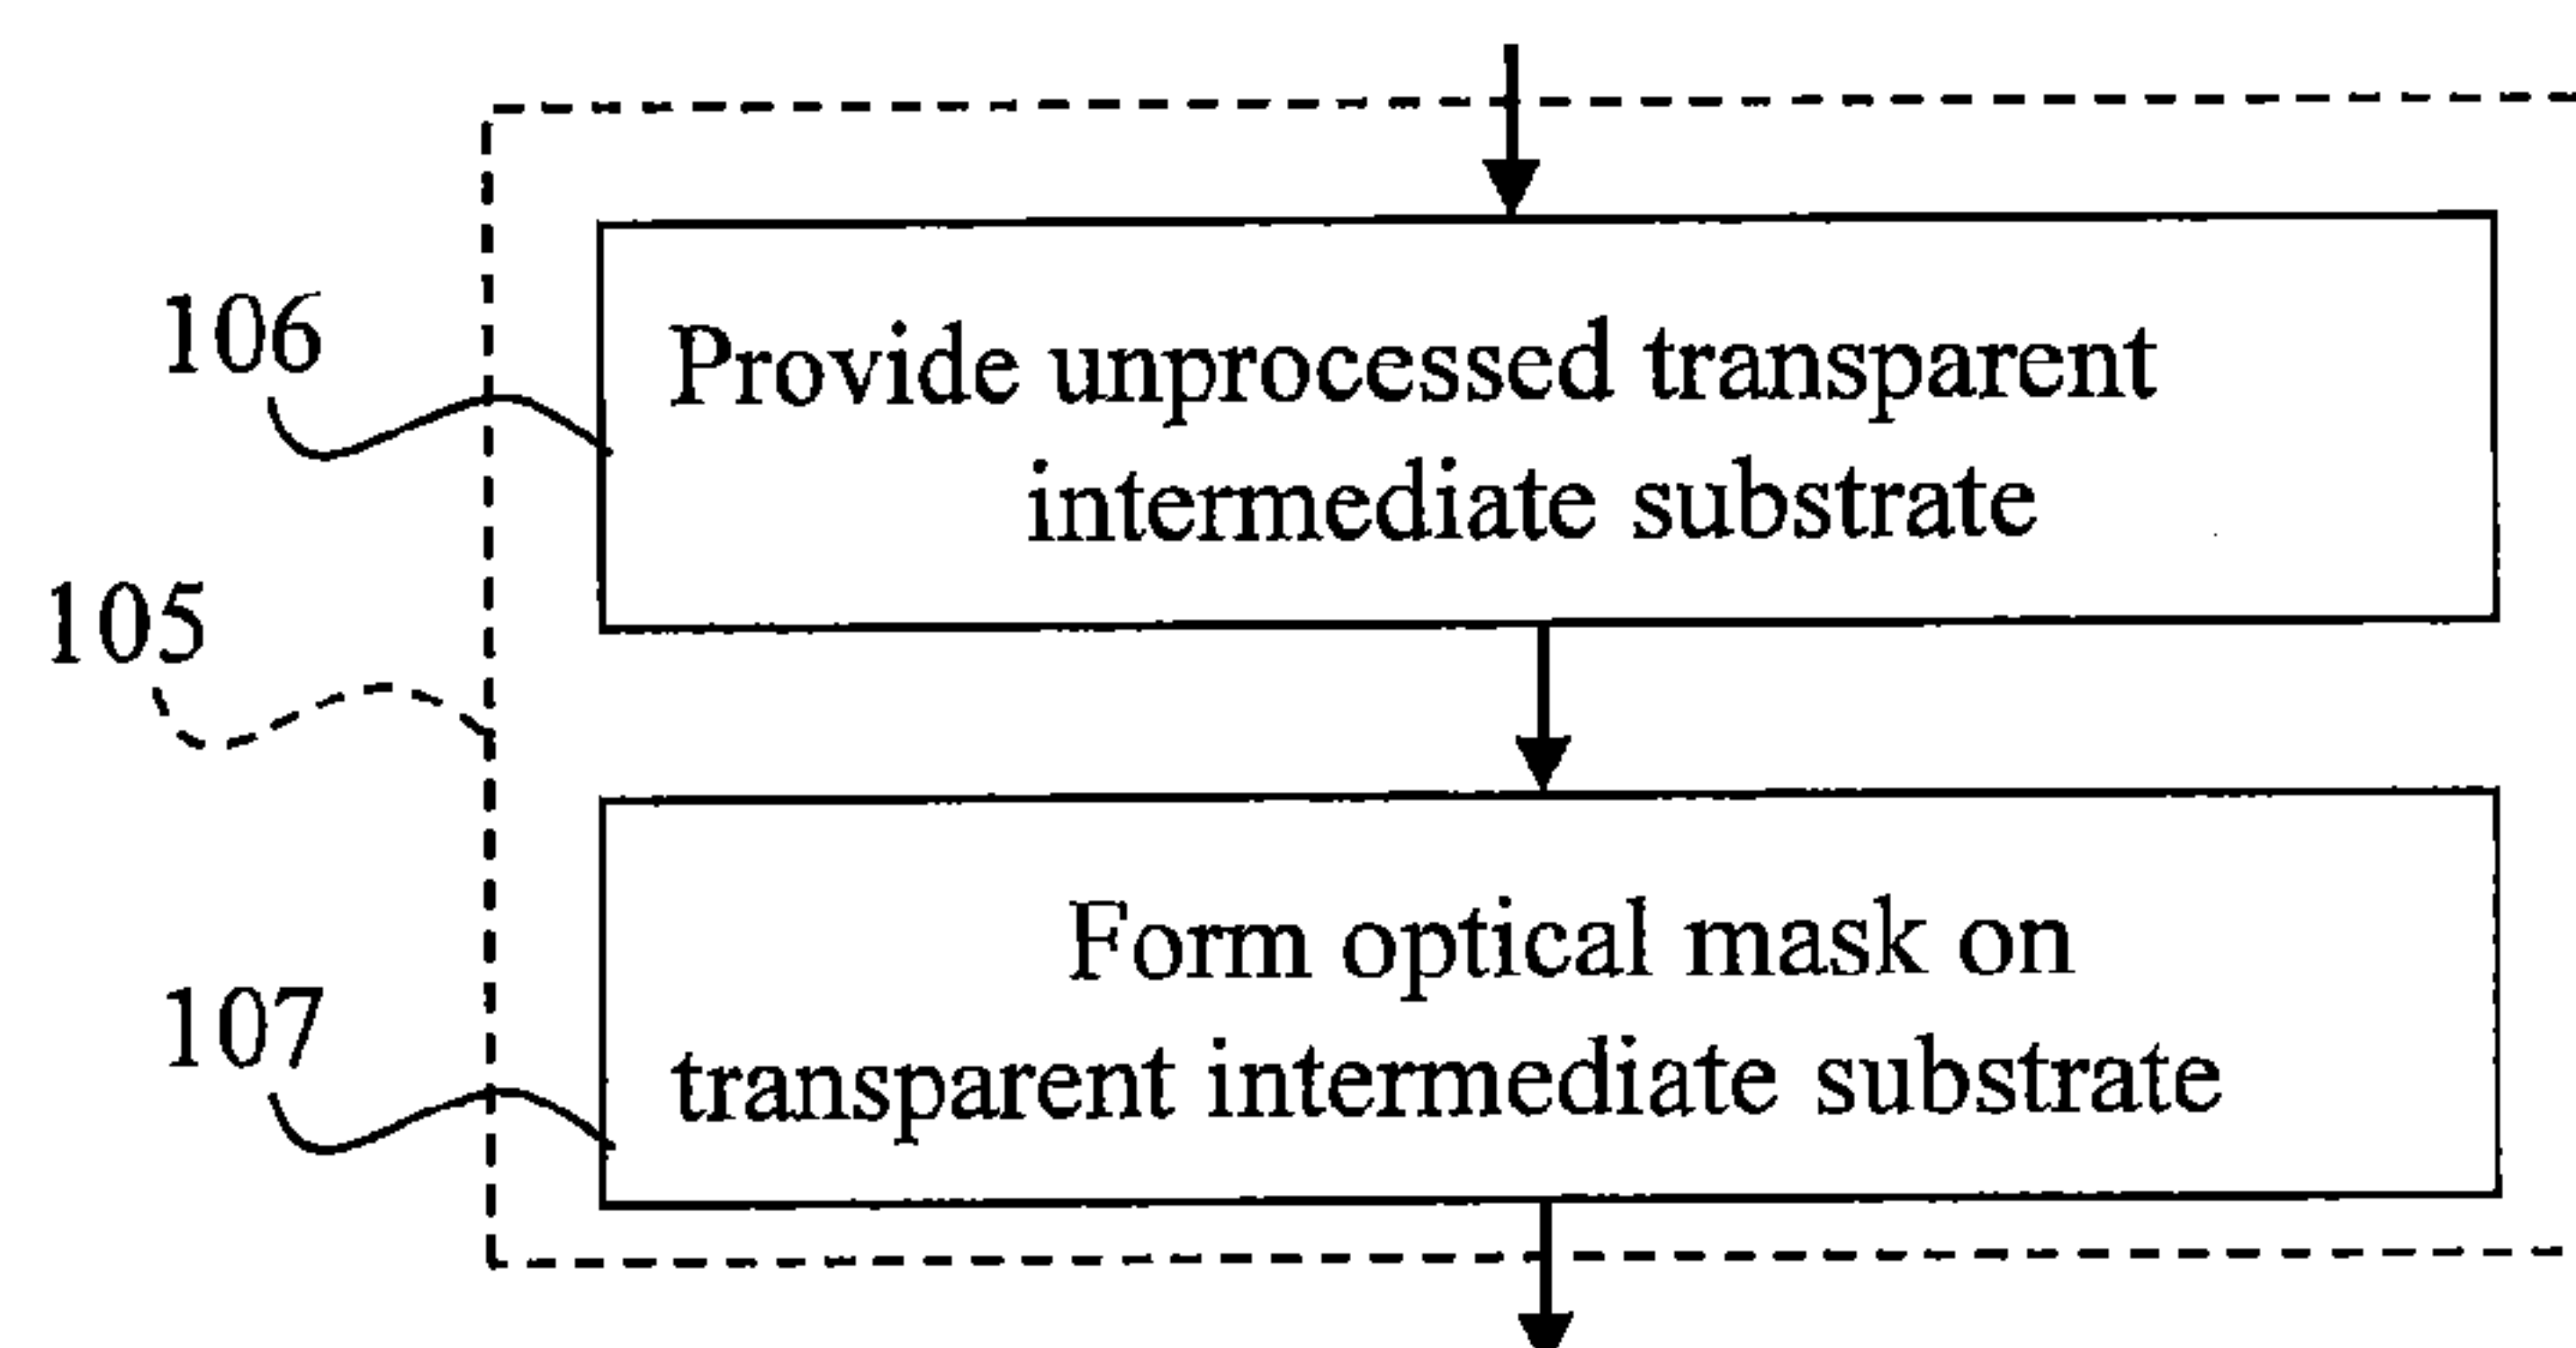 106
Provide unprocessed transparent
intermediate substrate
105
Form optical mask on
107
transparent intermediate substrate